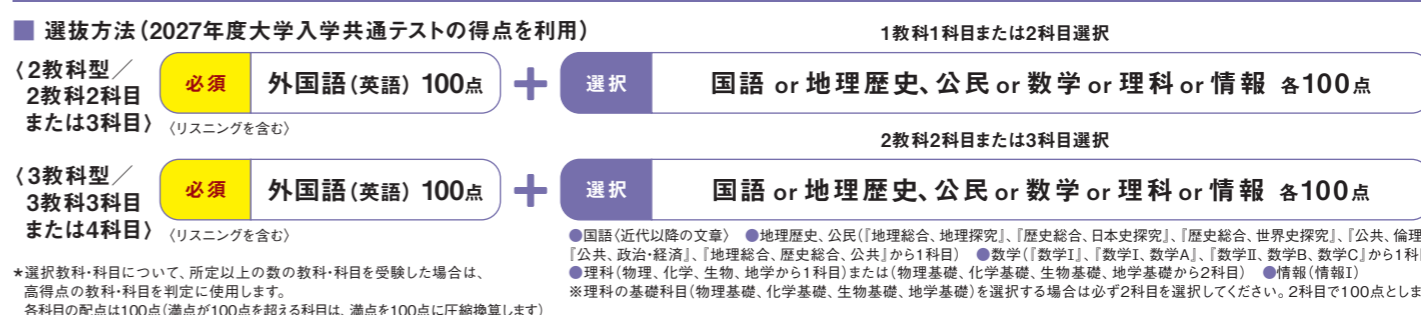 ■ 選抜方法(2027年度大学入学共通テストの得点を利用)
1教科1科目または2科目選択
〈2教科型／
2教科2科目
または3科目〉
必須 外国語(英語) 100点 + 選択 国語 or 地理歴史、公民 or 数学 or 理科 or 情報 各100点
〈リスニングを含む〉
2教科2科目または3科目選択
〈3教科型／
3教科3科目
または4科目〉
必須 外国語(英語) 100点 + 選択 国語 or 地理歴史、公民 or 数学 or 理科 or 情報 各100点
〈リスニングを含む〉
●国語〈近代以降の文章〉 ●地理歴史、公民(『地理総合、地理探究』、『歴史総合、日本史探究』、『歴史総合、世界史探究』、『公共、倫理
『公共、政治・経済』、『地理総合、歴史総合、公共』から1科目) ●数学(『数学Ⅰ』、『数学Ⅰ、数学A』、『数学Ⅱ、数学B、数学C』から1科
●理科(物理、化学、生物、地学から1科目)または(物理基礎、化学基礎、生物基礎、地学基礎から2科目) ●情報(情報Ⅰ)
※理科の基礎科目(物理基礎、化学基礎、生物基礎、地学基礎)を選択する場合は必ず2科目を選択してください。2科目で100点としま
*選択教科・科目について、所定以上の数の教科・科目を受験した場合は、
高得点の教科・科目を判定に使用します。
各科目の配点は100点(満点が100点を超える科目は、満点を100点に圧縮換算します)